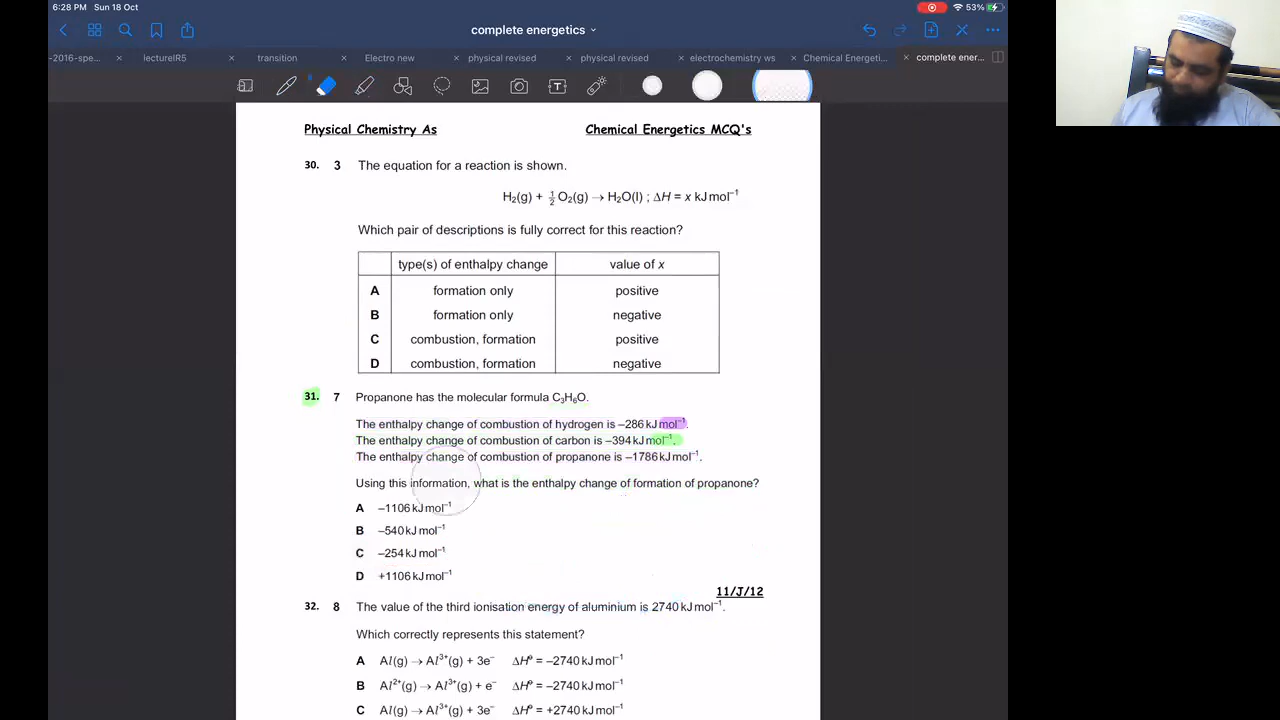 6:28 PM Sun 18 Oct
53%
complete energetics
-2016-spe...
lectureIR5
transition
Electro new
physical revised
physical revised
electrochemistry ws
Chemical Energeti...
complete ener...
Physical Chemistry As
Chemical Energetics MCQ's
30. 3 The equation for a reaction is shown.
H₂(g) + ½ O₂(g) → H₂O(l) ; ΔH = x kJ mol⁻¹
Which pair of descriptions is fully correct for this reaction?
type(s) of enthalpy change value of x
A formation only positive
B formation only negative
C combustion, formation positive
D combustion, formation negative
31. 7 Propanone has the molecular formula C₃H₆O.
The enthalpy change of combustion of hydrogen is –286 kJ mol⁻¹.
The enthalpy change of combustion of carbon is –394 kJ mol⁻¹.
The enthalpy change of combustion of propanone is –1786 kJ mol⁻¹.
Using this information, what is the enthalpy change of formation of propanone?
A –1106 kJ mol⁻¹
B –540 kJ mol⁻¹
C –254 kJ mol⁻¹
D +1106 kJ mol⁻¹
11/J/12
32. 8 The value of the third ionisation energy of aluminium is 2740 kJ mol⁻¹.
Which correctly represents this statement?
A Al(g) → Al³⁺(g) + 3e⁻ ΔH° = –2740 kJ mol⁻¹
B Al²⁺(g) → Al³⁺(g) + e⁻ ΔH° = –2740 kJ mol⁻¹
C Al(g) → Al³⁺(g) + 3e⁻ ΔH° = +2740 kJ mol⁻¹